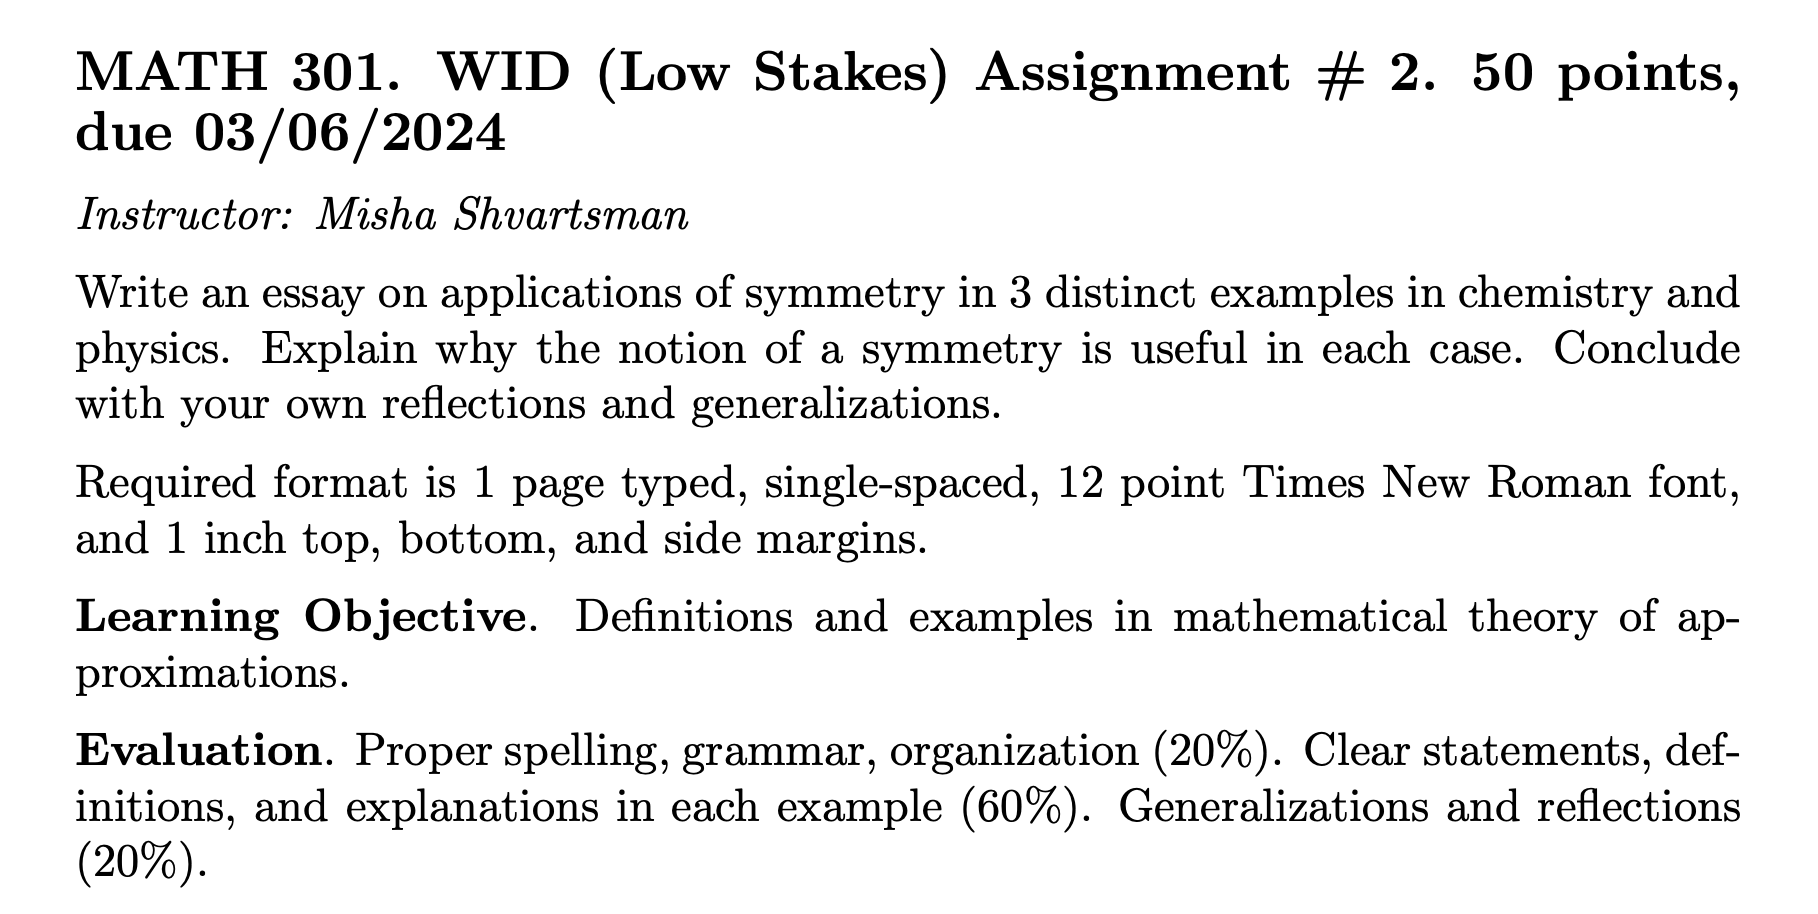 MATH 301. WID (Low Stakes) Assignment # 2. 50 points,
due 03/06/2024
Instructor: Misha Shvartsman
Write an essay on applications of symmetry in 3 distinct examples in chemistry and
physics. Explain why the notion of a symmetry is useful in each case. Conclude
with your own reflections and generalizations.
Required format is 1 page typed, single-spaced, 12 point Times New Roman font,
and 1 inch top, bottom, and side margins.
Learning Objective. Definitions and examples in mathematical theory of ap-
proximations.
Evaluation. Proper spelling, grammar, organization (20%). Clear statements, def-
initions, and explanations in each example (60%). Generalizations and reflections
(20%).